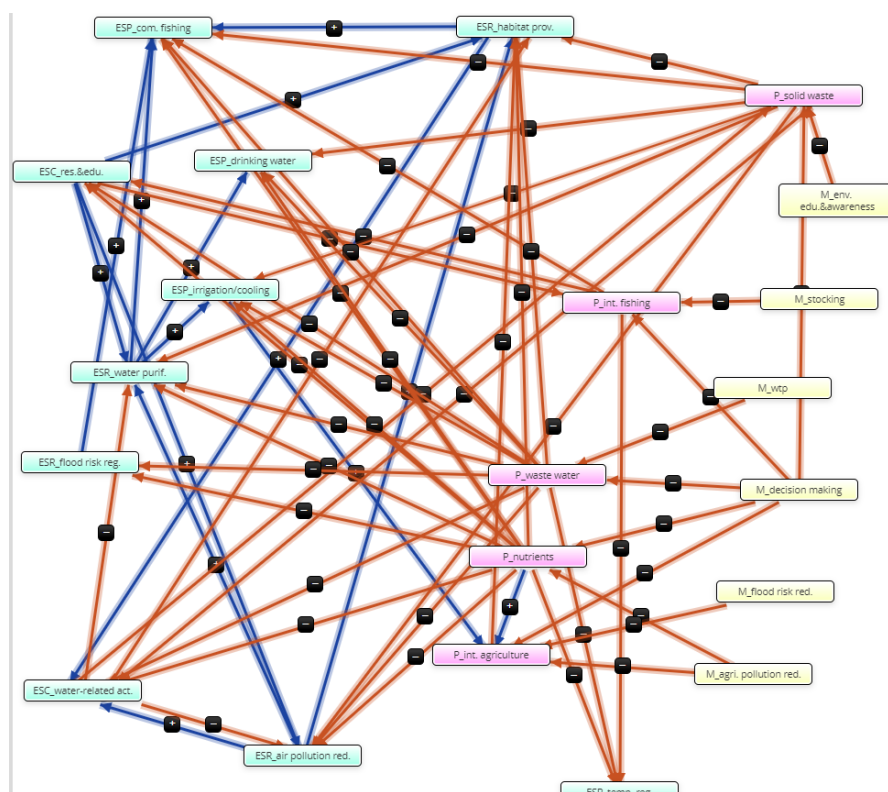 ESP_com. fishing
ESR_habitat prov.
P_solid waste
ESP_drinking water
ESC_res.&edu.
M_env.
edu.&awareness
ESP_irrigation/cooling
P_int. fishing
M_stocking
ESR_water purif.
M_wtp
ESR_flood risk reg.
P_waste water
M_decision making
P_nutrients
M_flood risk red.
P_int. agriculture
M_agri. pollution red.
ESC_water-related act.
ESR_air pollution red.
ESR_temp. reg.